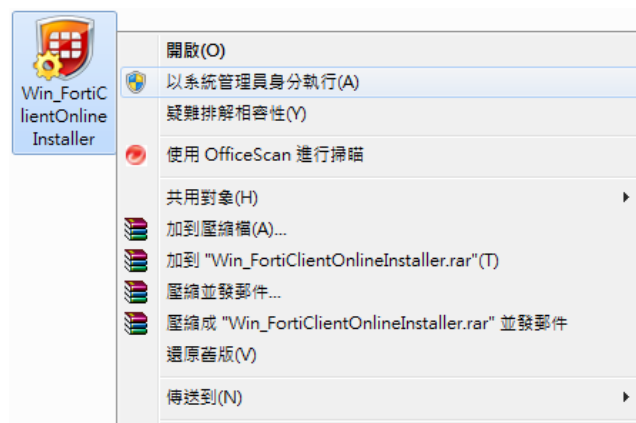 Win_FortiC
lientOnline
Installer
開啟(O)
以系統管理員身分執行(A)
疑難排解相容性(Y)
使用 OfficeScan 進行掃瞄
共用對象(H)
加到壓縮檔(A)...
加到 "Win_FortiClientOnlineInstaller.rar"(T)
壓縮並發郵件...
壓縮成 "Win_FortiClientOnlineInstaller.rar" 並發郵件
還原舊版(V)
傳送到(N)